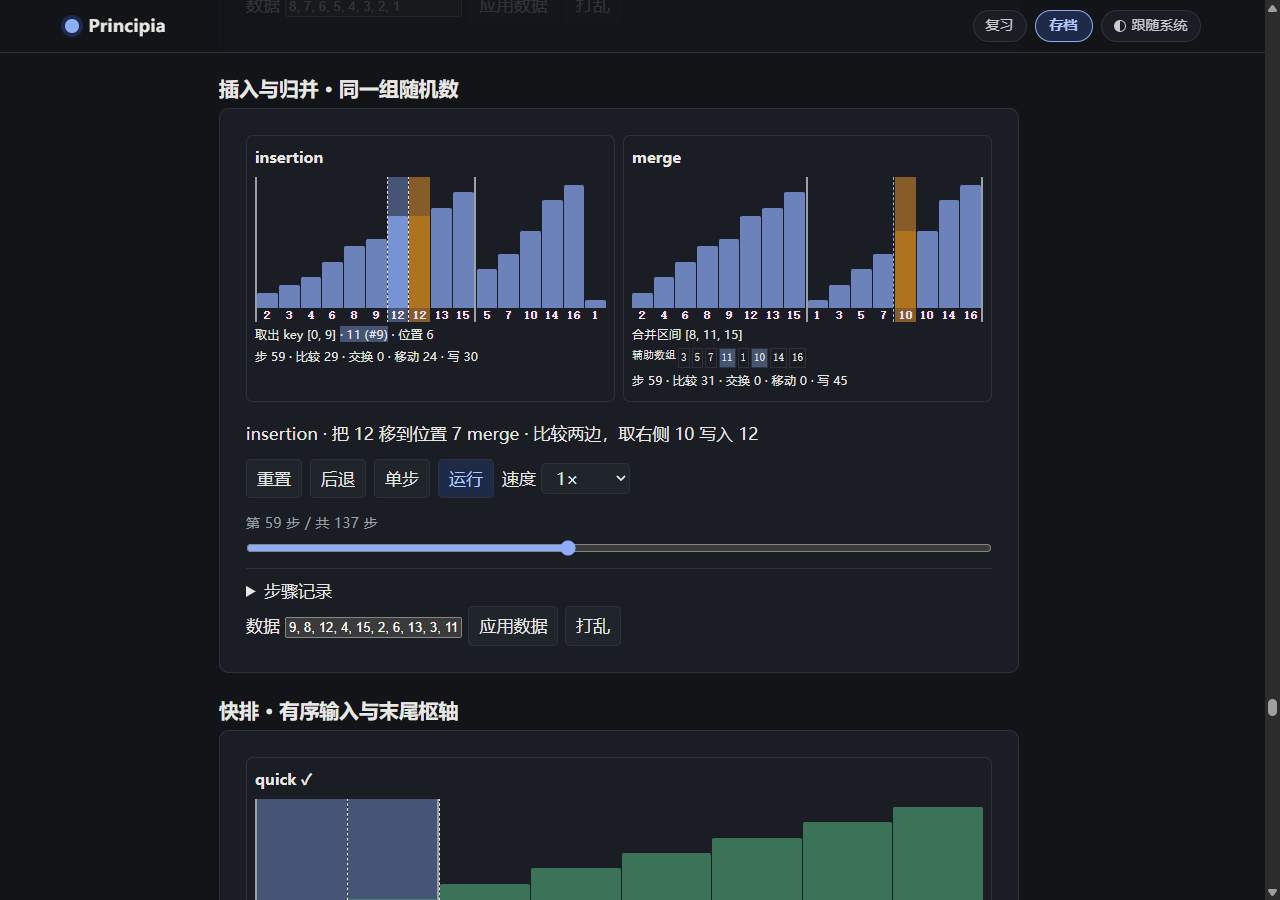 数据 8, 7, 6, 5, 4, 3, 2, 1 应用数据 打乱
Principia 复习 存档 跟随系统
插入与归并 • 同一组随机数
insertion
2 3 4 6 8 9 12 12 13 15 5 7 10 14 16 1
取出 key [0, 9] · 11 (#9) · 位置 6
步 59 · 比较 29 · 交换 0 · 移动 24 · 写 30
merge
2 4 6 8 9 12 13 15 1 3 5 7 10 10 14 16
合并区间 [8, 11, 15]
辅助数组 3 5 7 11 1 10 14 16
步 59 · 比较 31 · 交换 0 · 移动 0 · 写 45
insertion · 把 12 移到位置 7 merge · 比较两边，取右侧 10 写入 12
重置 后退 单步 运行 速度 1×
第 59 步 / 共 137 步
步骤记录
数据 9, 8, 12, 4, 15, 2, 6, 13, 3, 11 应用数据 打乱
快排 • 有序输入与末尾枢轴
quick ✓